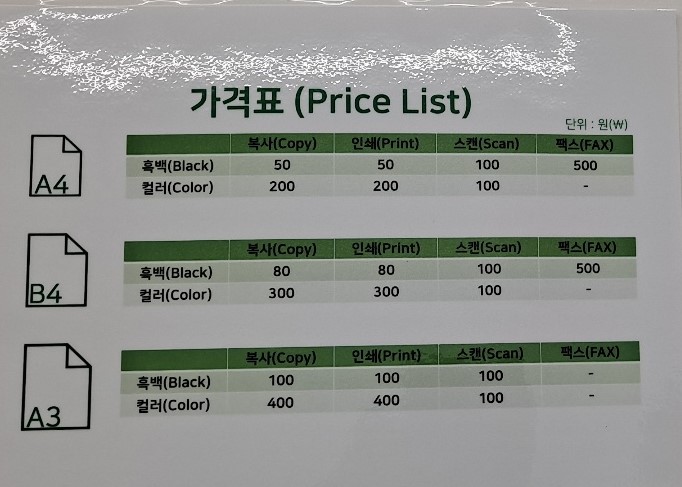 가격표 (Price List)
단위 : 원(₩)
A4
복사(Copy) 인쇄(Print) 스캔(Scan) 팩스(FAX)
흑백(Black) 50 50 100 500
컬러(Color) 200 200 100 -
B4
복사(Copy) 인쇄(Print) 스캔(Scan) 팩스(FAX)
흑백(Black) 80 80 100 500
컬러(Color) 300 300 100 -
A3
복사(Copy) 인쇄(Print) 스캔(Scan) 팩스(FAX)
흑백(Black) 100 100 100 -
컬러(Color) 400 400 100 -